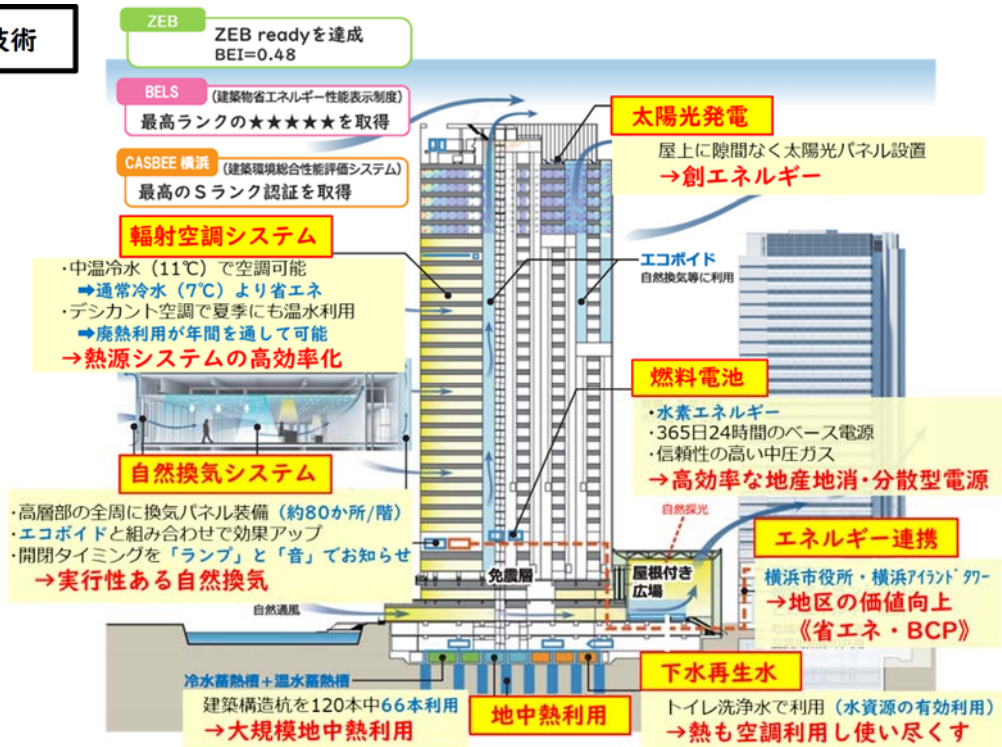 技術
ZEB
ZEB readyを達成
BEI=0.48
BELS
(建築物省エネルギー性能表示制度)
最高ランクの★★★★★を取得
CASBEE 横浜
(建築環境総合性能評価システム)
最高のSランク認証を取得
太陽光発電
屋上に隙間なく太陽光パネル設置
→創エネルギー
輻射空調システム
・中温冷水（11℃）で空調可能
➡通常冷水（7℃）より省エネ
・デシカント空調で夏季にも温水利用
➡廃熱利用が年間を通して可能
→熱源システムの高効率化
エコボイド
自然換気等に利用
燃料電池
・水素エネルギー
・365日24時間のベース電源
・信頼性の高い中圧ガス
→高効率な地産地消・分散型電源
自然換気システム
・高層部の全周に換気パネル装備（約80か所/階）
・エコボイドと組み合わせで効果アップ
・開閉タイミングを「ランプ」と「音」でお知らせ
→実行性ある自然換気
自然採光
エネルギー連携
横浜市役所・横浜アイランドタワー
→地区の価値向上
《省エネ・BCP》
免震層
屋根付き
広場
自然通風
冷水蓄熱槽＋温水蓄熱槽
建築構造杭を120本中66本利用
→大規模地中熱利用
地中熱利用
下水再生水
トイレ洗浄水で利用（水資源の有効利用）
→熱も空調利用し使い尽くす